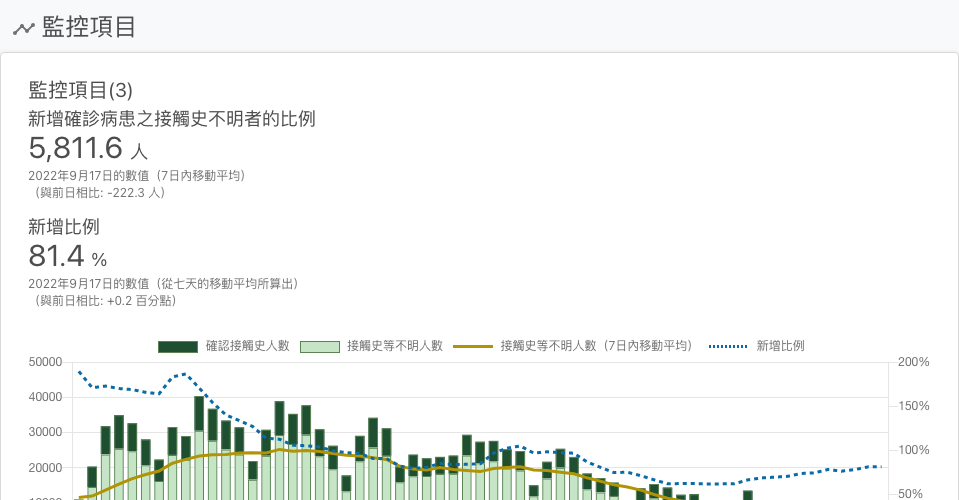 監控項目
監控項目(3)
新增確診病患之接觸史不明者的比例
5,811.6 人
2022年9月17日的數值（7日內移動平均）
（與前日相比: -222.3 人）
新增比例
81.4 %
2022年9月17日的數值（從七天的移動平均所算出）
（與前日相比: +0.2 百分點）
確認接觸史人數 接觸史等不明人數 接觸史等不明人數（7日內移動平均） 新增比例
50000 200%
40000
150%
30000
100%
20000
50%